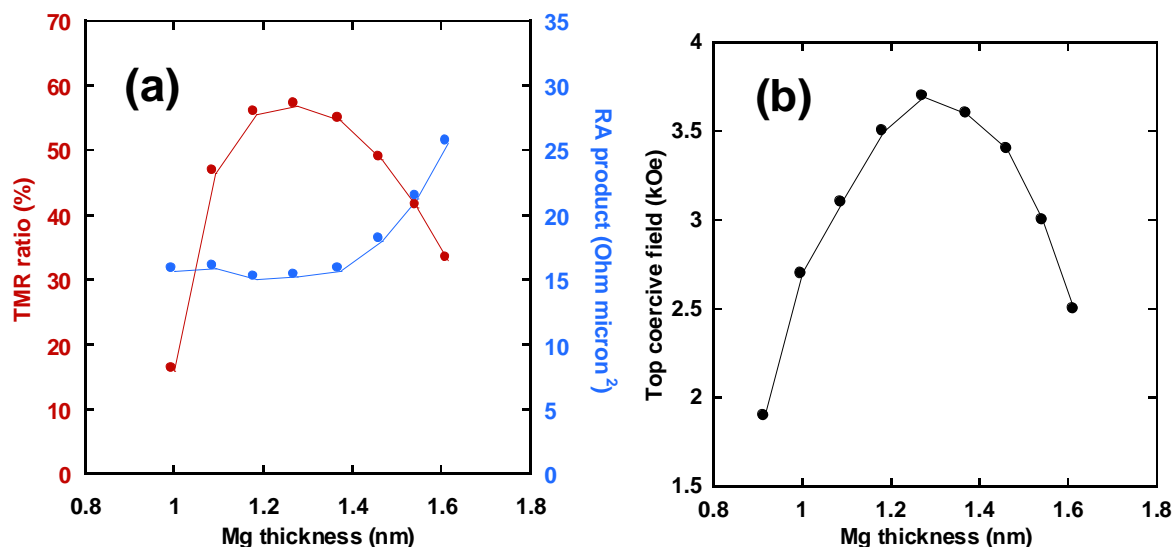 (a)
TMR ratio (%)
70
60
50
40
30
20
10
0
35
30
25
20
15
10
5
0
RA product (Ohm micron²)
0.8 1 1.2 1.4 1.6 1.8
Mg thickness (nm)
(b)
Top coercive field (kOe)
4
3.5
3
2.5
2
1.5
0.8 1 1.2 1.4 1.6 1.8
Mg thickness (nm)